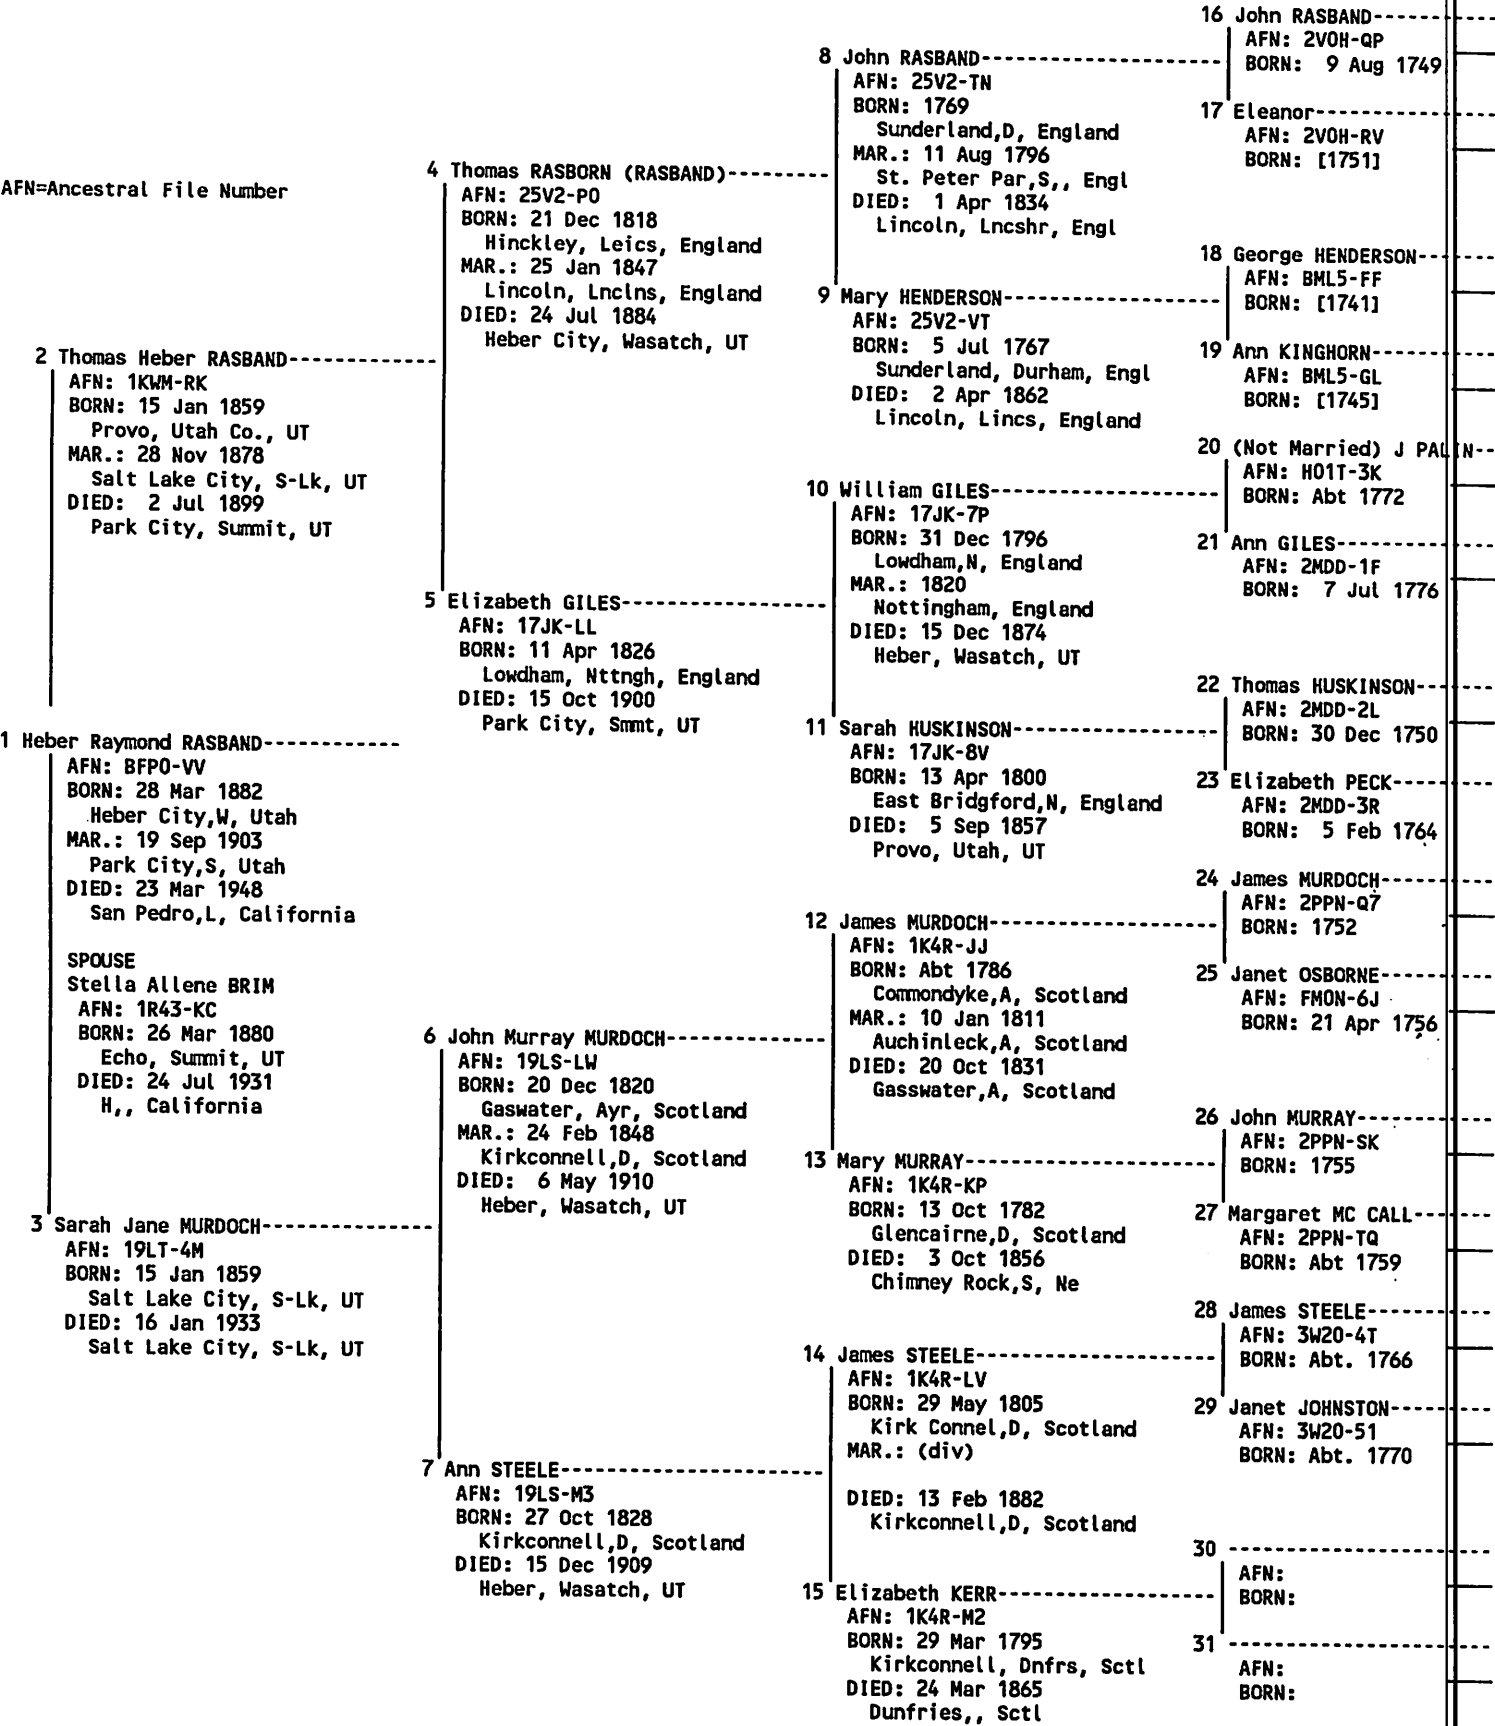 AFN=Ancestral File Number
1 Heber Raymond RASBAND------------
AFN: BFP0-VV
BORN: 28 Mar 1882
Heber City,W, Utah
MAR.: 19 Sep 1903
Park City,S, Utah
DIED: 23 Mar 1948
San Pedro,L, California
SPOUSE
Stella Allene BRIM
AFN: 1R43-KC
BORN: 26 Mar 1880
Echo, Summit, UT
DIED: 24 Jul 1931
H,, California
2 Thomas Heber RASBAND-------------
AFN: 1KWM-RK
BORN: 15 Jan 1859
Provo, Utah Co., UT
MAR.: 28 Nov 1878
Salt Lake City, S-Lk, UT
DIED: 2 Jul 1899
Park City, Summit, UT
3 Sarah Jane MURDOCH---------------
AFN: 19LT-4M
BORN: 15 Jan 1859
Salt Lake City, S-Lk, UT
DIED: 16 Jan 1933
Salt Lake City, S-Lk, UT
4 Thomas RASBORN (RASBAND)---------
AFN: 25V2-P0
BORN: 21 Dec 1818
Hinckley, Leics, England
MAR.: 25 Jan 1847
Lincoln, Lnclns, England
DIED: 24 Jul 1884
Heber City, Wasatch, UT
5 Elizabeth GILES------------------
AFN: 17JK-LL
BORN: 11 Apr 1826
Lowdham, Nttngh, England
DIED: 15 Oct 1900
Park City, Smmt, UT
6 John Murray MURDOCH--------------
AFN: 19LS-LW
BORN: 20 Dec 1820
Gaswater, Ayr, Scotland
MAR.: 24 Feb 1848
Kirkconnell,D, Scotland
DIED: 6 May 1910
Heber, Wasatch, UT
7 Ann STEELE-----------------------
AFN: 19LS-M3
BORN: 27 Oct 1828
Kirkconnell,D, Scotland
DIED: 15 Dec 1909
Heber, Wasatch, UT
8 John RASBAND---------------------
AFN: 25V2-TN
BORN: 1769
Sunderland,D, England
MAR.: 11 Aug 1796
St. Peter Par,S,, Engl
DIED: 1 Apr 1834
Lincoln, Lncshr, Engl
9 Mary HENDERSON-------------------
AFN: 25V2-VT
BORN: 5 Jul 1767
Sunderland, Durham, Engl
DIED: 2 Apr 1862
Lincoln, Lincs, England
10 William GILES--------------------
AFN: 17JK-7P
BORN: 31 Dec 1796
Lowdham,N, England
MAR.: 1820
Nottingham, England
DIED: 15 Dec 1874
Heber, Wasatch, UT
11 Sarah HUSKINSON------------------
AFN: 17JK-8V
BORN: 13 Apr 1800
East Bridgford,N, England
DIED: 5 Sep 1857
Provo, Utah, UT
12 James MURDOCH--------------------
AFN: 1K4R-JJ
BORN: Abt 1786
Commondyke,A, Scotland
MAR.: 10 Jan 1811
Auchinleck,A, Scotland
DIED: 20 Oct 1831
Gasswater,A, Scotland
13 Mary MURRAY----------------------
AFN: 1K4R-KP
BORN: 13 Oct 1782
Glencairne,D, Scotland
DIED: 3 Oct 1856
Chimney Rock,S, Ne
14 James STEELE---------------------
AFN: 1K4R-LV
BORN: 29 May 1805
Kirk Connel,D, Scotland
MAR.: (div)
DIED: 13 Feb 1882
Kirkconnell,D, Scotland
15 Elizabeth KERR-------------------
AFN: 1K4R-M2
BORN: 29 Mar 1795
Kirkconnell, Dnfrs, Sctl
DIED: 24 Mar 1865
Dunfries,, Sctl
16 John RASBAND----------
AFN: 2V0H-QP
BORN: 9 Aug 1749
17 Eleanor---------------
AFN: 2V0H-RV
BORN: [1751]
18 George HENDERSON------
AFN: BML5-FF
BORN: [1741]
19 Ann KINGHORN----------
AFN: BML5-GL
BORN: [1745]
20 (Not Married) J PALIN--
AFN: H01T-3K
BORN: Abt 1772
21 Ann GILES-------------
AFN: 2MDD-1F
BORN: 7 Jul 1776
22 Thomas HUSKINSON------
AFN: 2MDD-2L
BORN: 30 Dec 1750
23 Elizabeth PECK--------
AFN: 2MDD-3R
BORN: 5 Feb 1764
24 James MURDOCH---------
AFN: 2PPN-Q7
BORN: 1752
25 Janet OSBORNE---------
AFN: FM0N-6J
BORN: 21 Apr 1756
26 John MURRAY-----------
AFN: 2PPN-SK
BORN: 1755
27 Margaret MC CALL------
AFN: 2PPN-TQ
BORN: Abt 1759
28 James STEELE----------
AFN: 3W20-4T
BORN: Abt. 1766
29 Janet JOHNSTON--------
AFN: 3W20-51
BORN: Abt. 1770
30 ----------------------
AFN:
BORN:
31 ----------------------
AFN:
BORN: